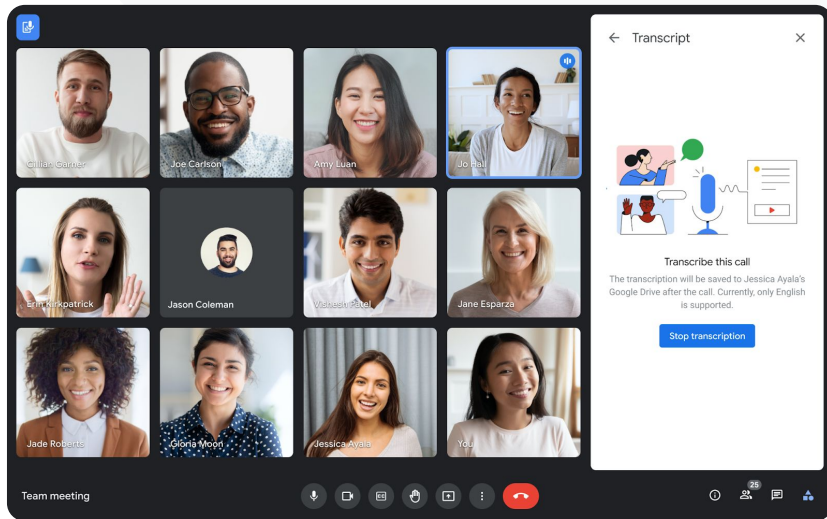 Transcript
Gillian Garner
Joe Carlson
Amy Luan
Jo Hall
Erin Kirkpatrick
Jason Coleman
Vishesh Patel
Jane Esparza
Jade Roberts
Gloria Moon
Jessica Ayala
You
Transcribe this call
The transcription will be saved to Jessica Ayala's
Google Drive after the call. Currently, only English
is supported.
Stop transcription
Team meeting
CC
25